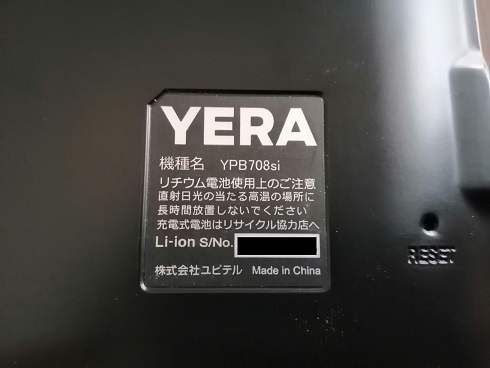 YERA
機種名 YPB708si
リチウム電池使用上のご注意
直射日光の当たる高温の場所に
長時間放置しないでください
充電式電池はリサイクル協力店へ
Li-ion S/No.
株式会社ユピテル Made in China
RESET